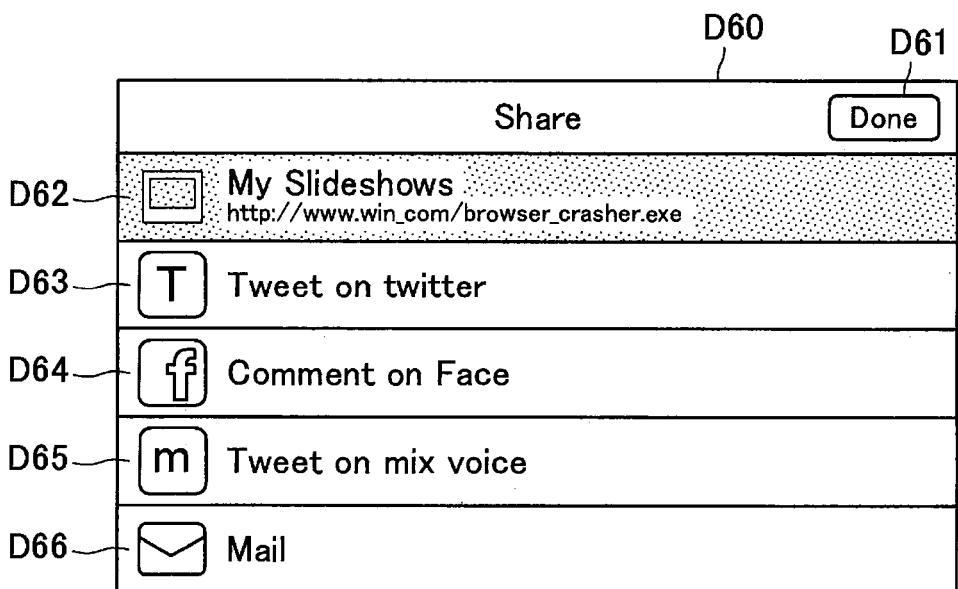 D60
D61
Share
Done
D62
My Slideshows
http://www.win_com/browser_crasher.exe
D63
T
Tweet on twitter
D64
f
Comment on Face
D65
m
Tweet on mix voice
D66
Mail